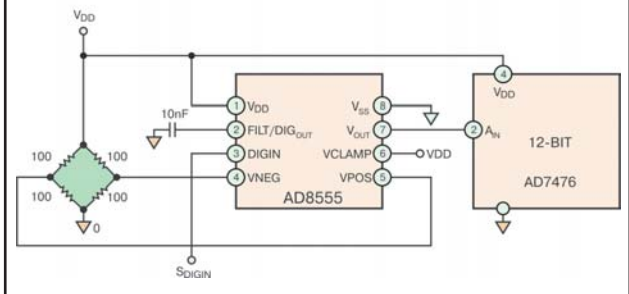 VDD
10nF
1 VDD
2 FILT/DIGOUT
3 DIGIN
4 VNEG
VSS 8
VOUT 7
VCLAMP 6
VPOS 5
AD8555
VDD
4
VDD
2 AIN
12-BIT
AD7476
100
100
100
100
0
SDIGIN